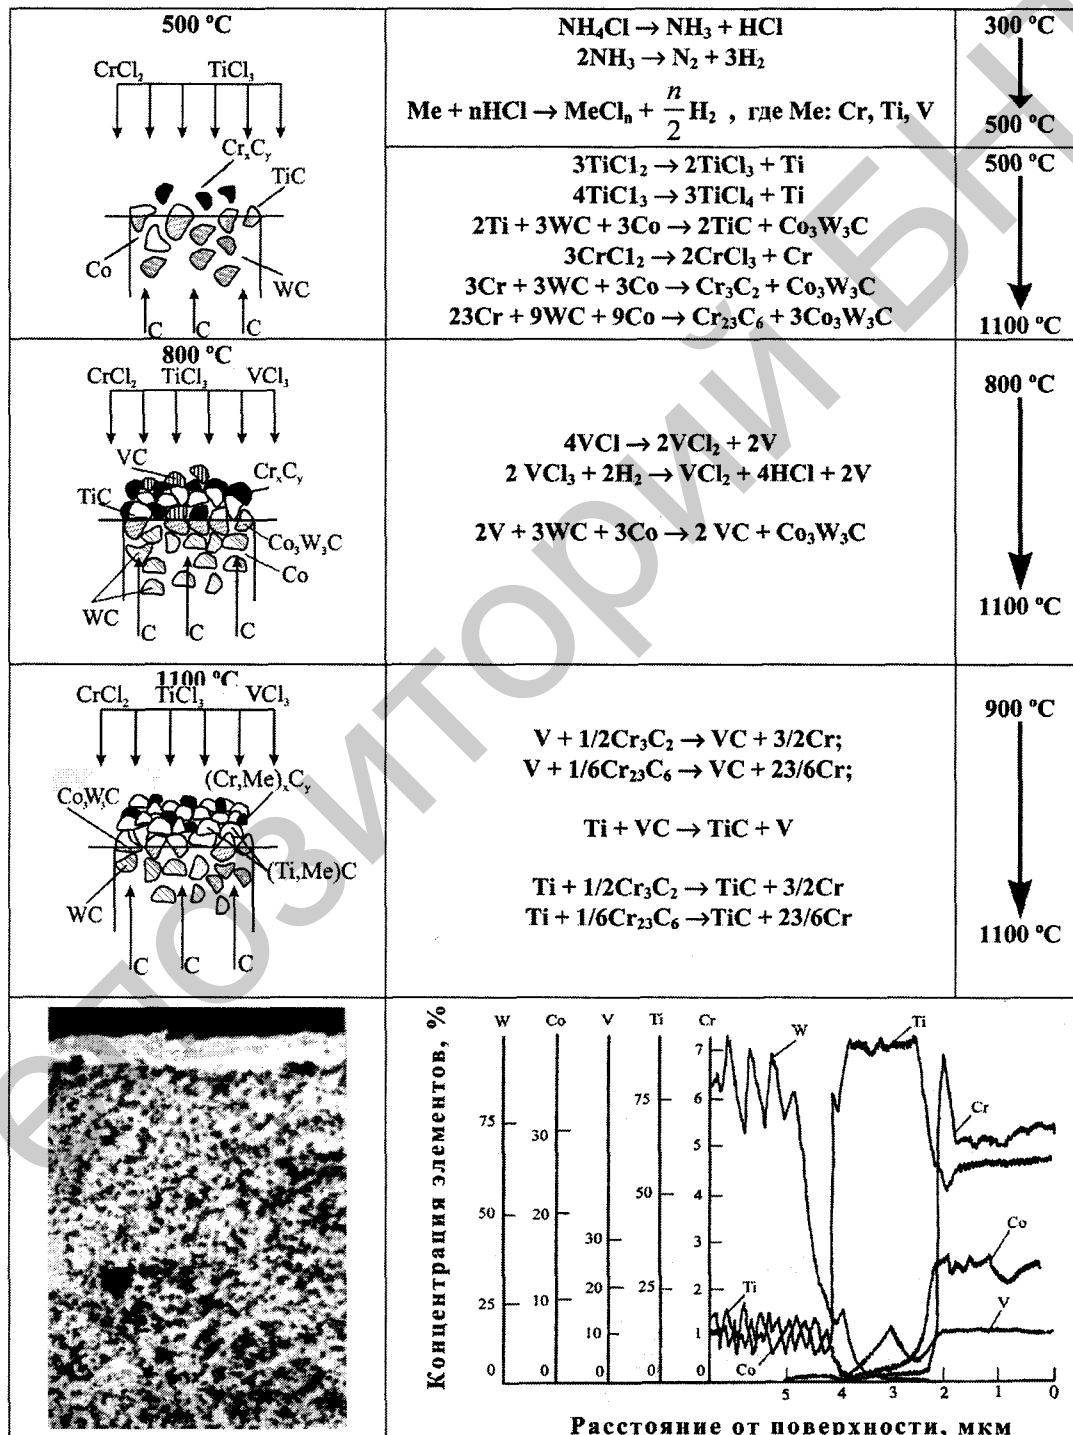 500 °C
CrCl₂ TiCl₃
CrₓCᵧ
TiC
Co
WC
C C C
NH₄Cl → NH₃ + HCl
2NH₃ → N₂ + 3H₂
Me + nHCl → MeClₙ + n/2 H₂ , где Me: Cr, Ti, V
300 °C
500 °C
3TiCl₂ → 2TiCl₃ + Ti
4TiCl₃ → 3TiCl₄ + Ti
2Ti + 3WC + 3Co → 2TiC + Co₃W₃C
3CrCl₂ → 2CrCl₃ + Cr
3Cr + 3WC + 3Co → Cr₃C₂ + Co₃W₃C
23Cr + 9WC + 9Co → Cr₂₃C₆ + 3Co₃W₃C
500 °C
1100 °C
800 °C
CrCl₂ TiCl₃ VCl₃
VC
CrₓCᵧ
TiC
Co₃W₃C
Co
WC
C C C
4VCl → 2VCl₂ + 2V
2 VCl₃ + 2H₂ → VCl₂ + 4HCl + 2V
2V + 3WC + 3Co → 2 VC + Co₃W₃C
800 °C
1100 °C
1100 °C
CrCl₂ TiCl₃ VCl₃
(Cr,Me)ₓCᵧ
Co₃W₃C
(Ti,Me)C
WC
C C C
V + 1/2Cr₃C₂ → VC + 3/2Cr;
V + 1/6Cr₂₃C₆ → VC + 23/6Cr;
Ti + VC → TiC + V
Ti + 1/2Cr₃C₂ → TiC + 3/2Cr
Ti + 1/6Cr₂₃C₆ → TiC + 23/6Cr
900 °C
1100 °C
Концентрация элементов, %
W Co V Ti Cr
75 50 25 0
30 20 10 0
30 20 10 0
75 50 25 0
7 6 5 4 3 2 1 0
W Ti
Cr
Co
V
Ti
Co
5 4 3 2 1 0
Расстояние от поверхности, мкм
епозиторий БН